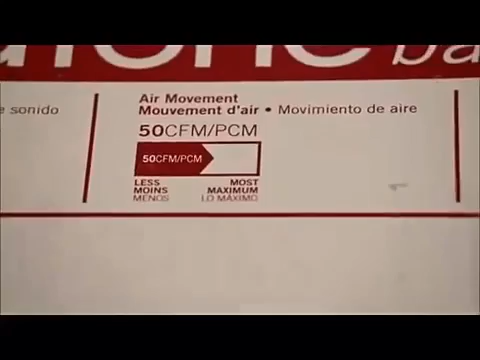 ba
e sonido
Air Movement
Mouvement d'air • Movimiento de aire
50CFM/PCM
50CFM/PCM
LESS MOST
MOINS MAXIMUM
MENOS LO MÁXIMO